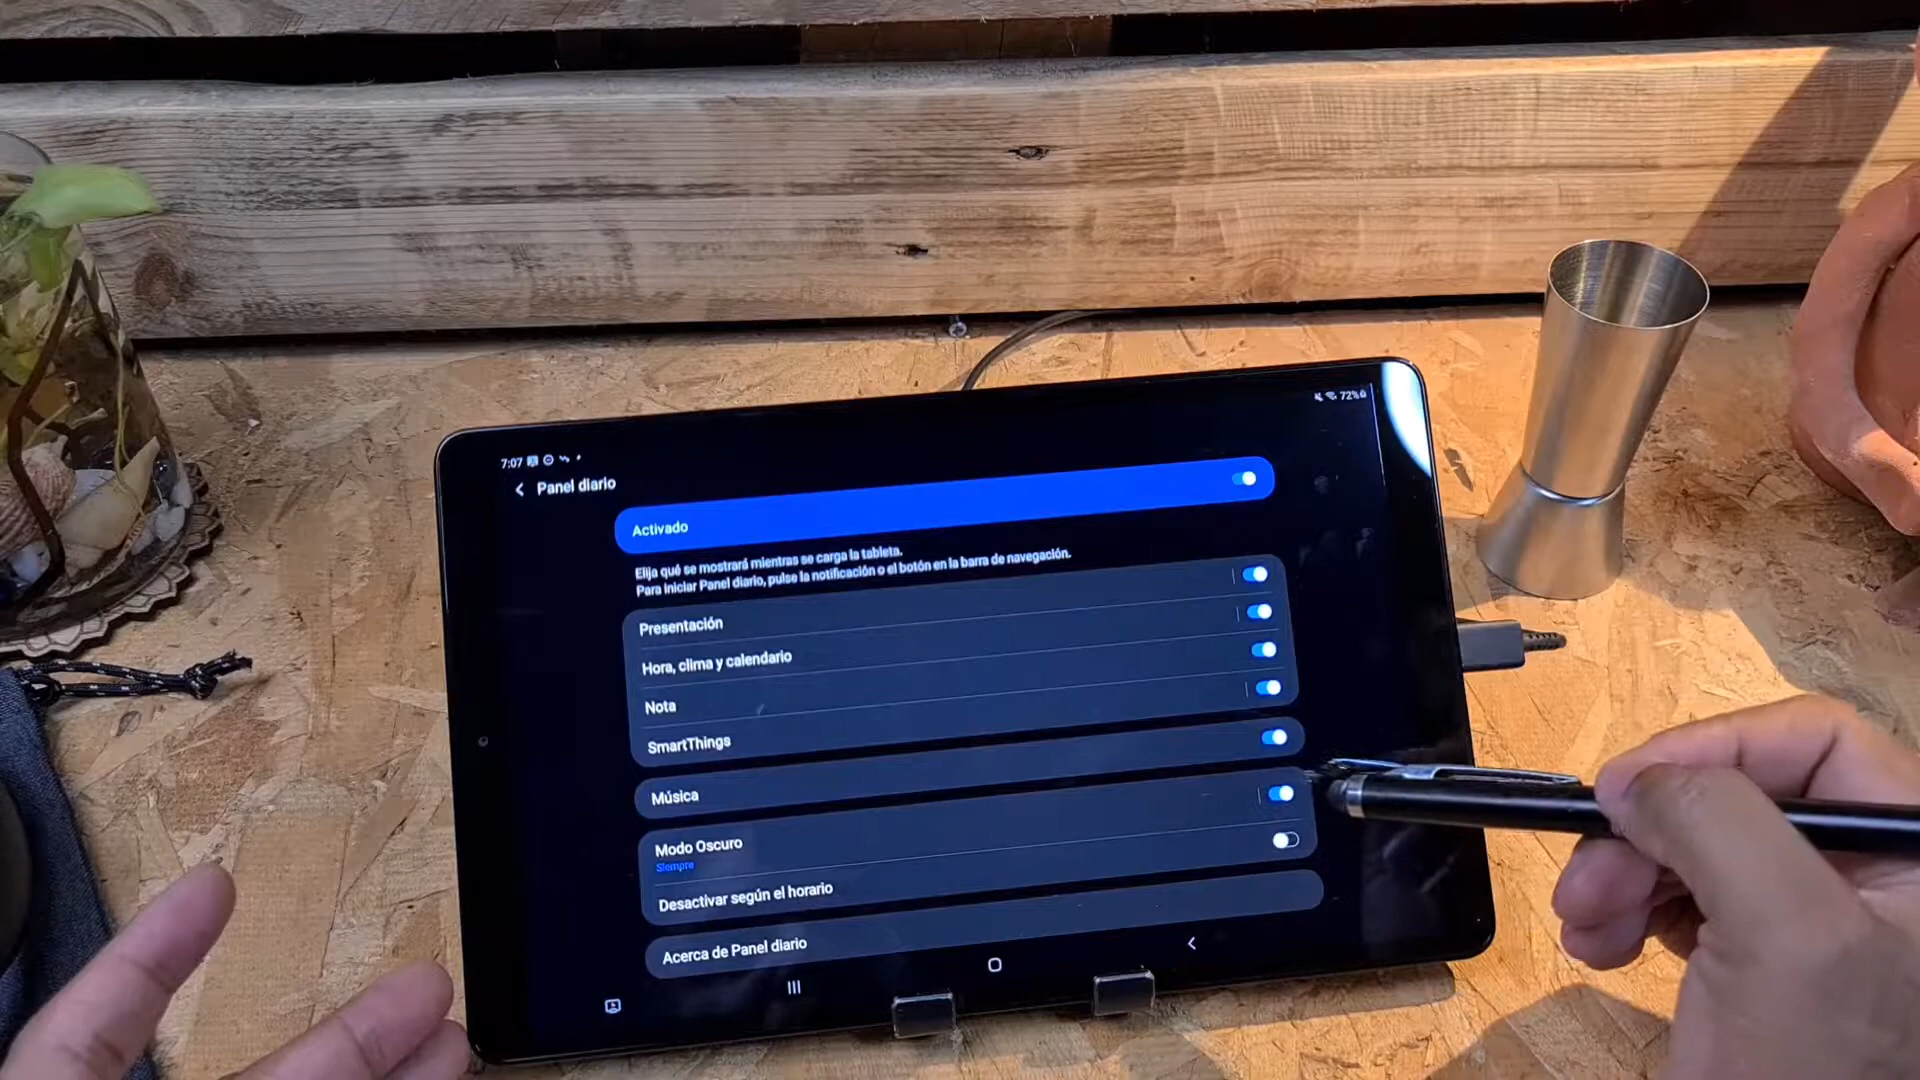 7:07
72%
Panel diario
Activado
Elija qué se mostrará mientras se carga la tableta.
Para iniciar Panel diario, pulse la notificación o el botón en la barra de navegación.
Presentación
Hora, clima y calendario
Nota
SmartThings
Música
Modo Oscuro
Siempre
Desactivar según el horario
Acerca de Panel diario